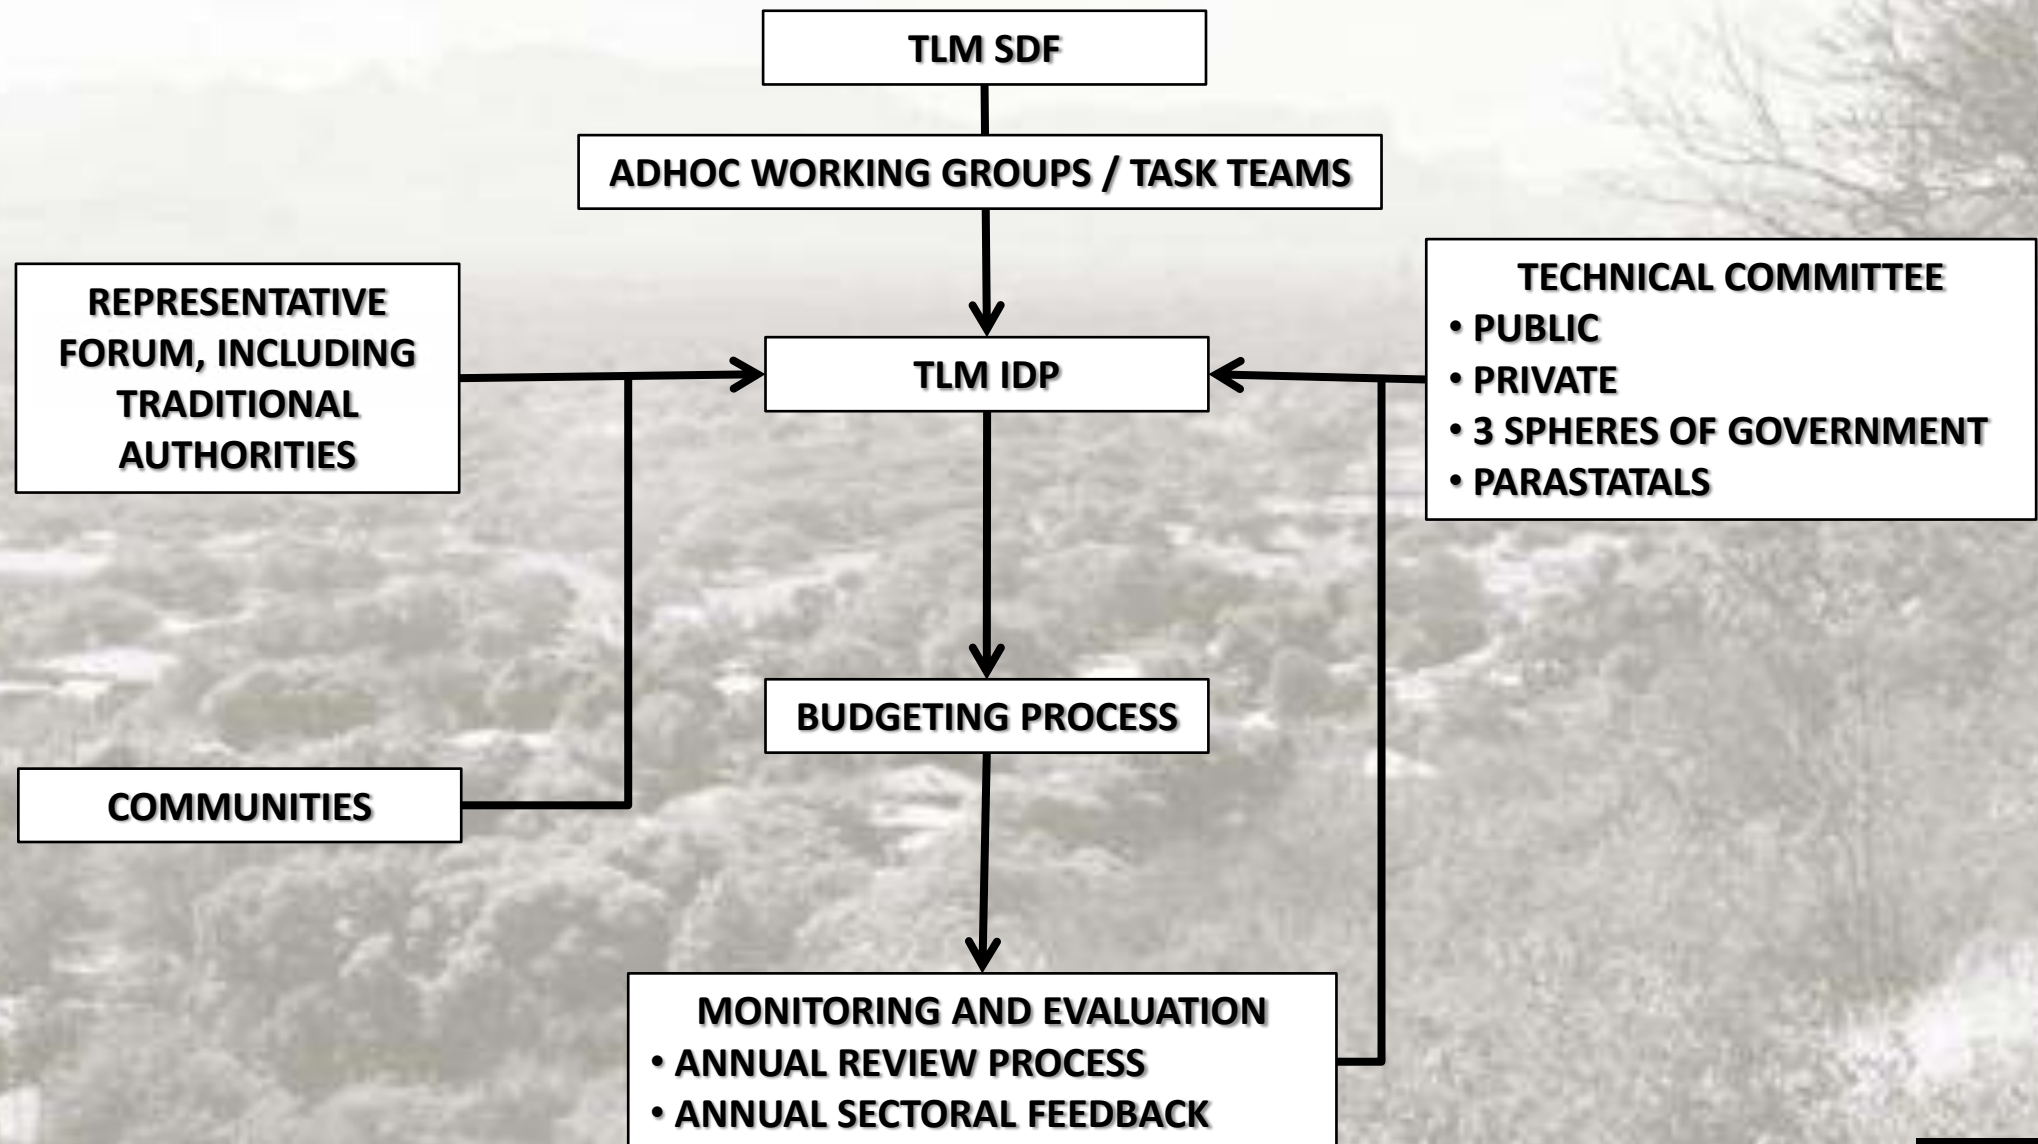 TLM SDF
ADHOC WORKING GROUPS / TASK TEAMS
REPRESENTATIVE
FORUM, INCLUDING
TRADITIONAL
AUTHORITIES
TLM IDP
TECHNICAL COMMITTEE
• PUBLIC
• PRIVATE
• 3 SPHERES OF GOVERNMENT
• PARASTATALS
BUDGETING PROCESS
COMMUNITIES
MONITORING AND EVALUATION
• ANNUAL REVIEW PROCESS
• ANNUAL SECTORAL FEEDBACK